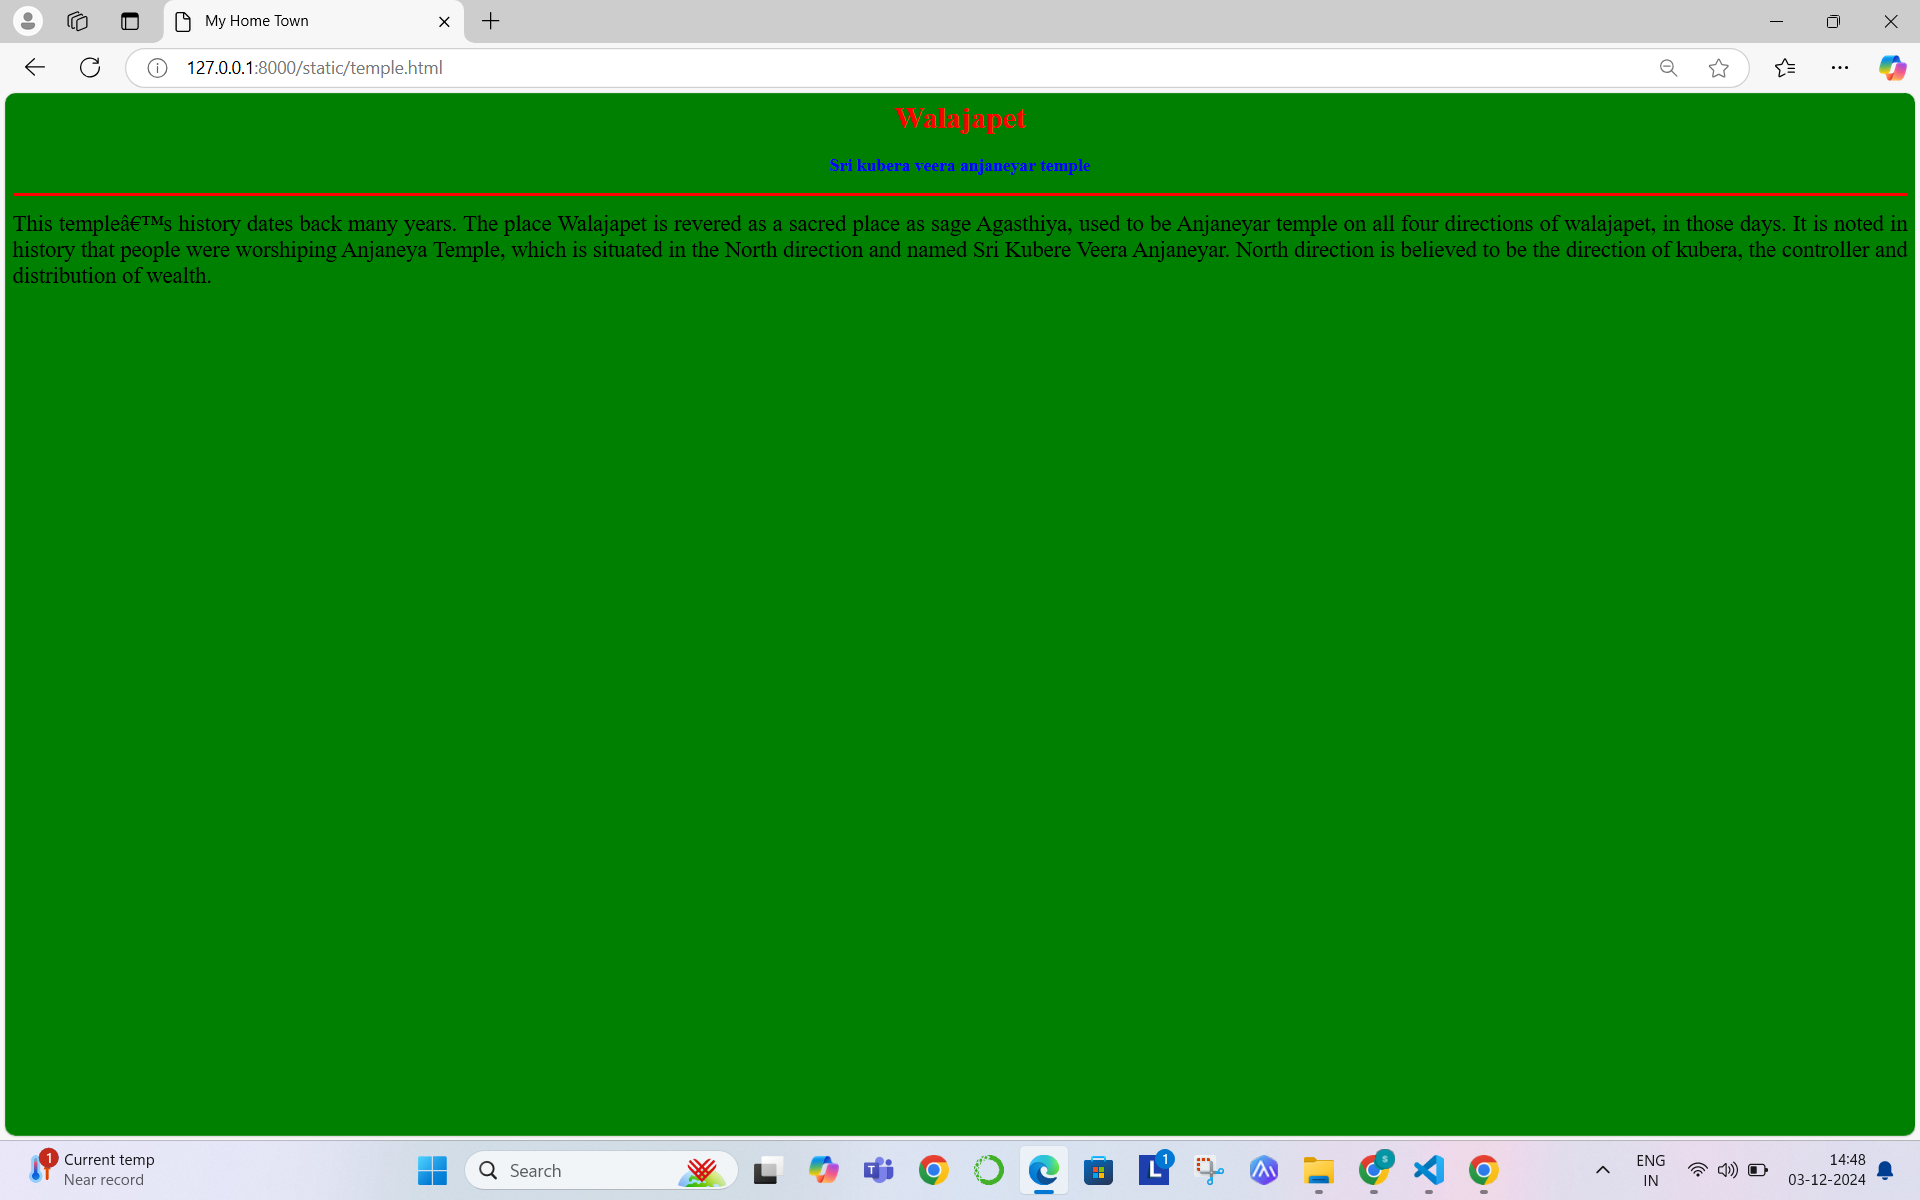 My Home Town
127.0.0.1:8000/static/temple.html
Walajapet
Sri kubera veera anjaneyar temple
This templeâ€™s history dates back many years. The place Walajapet is revered as a sacred place as sage Agasthiya, used to be Anjaneyar temple on all four directions of walajapet, in those days. It is noted in
history that people were worshiping Anjaneya Temple, which is situated in the North direction and named Sri Kubere Veera Anjaneyar. North direction is believed to be the direction of kubera, the controller and
distribution of wealth.
1
Current temp
Near record
Search
L
1
s
ENG
IN
14:48
03-12-2024